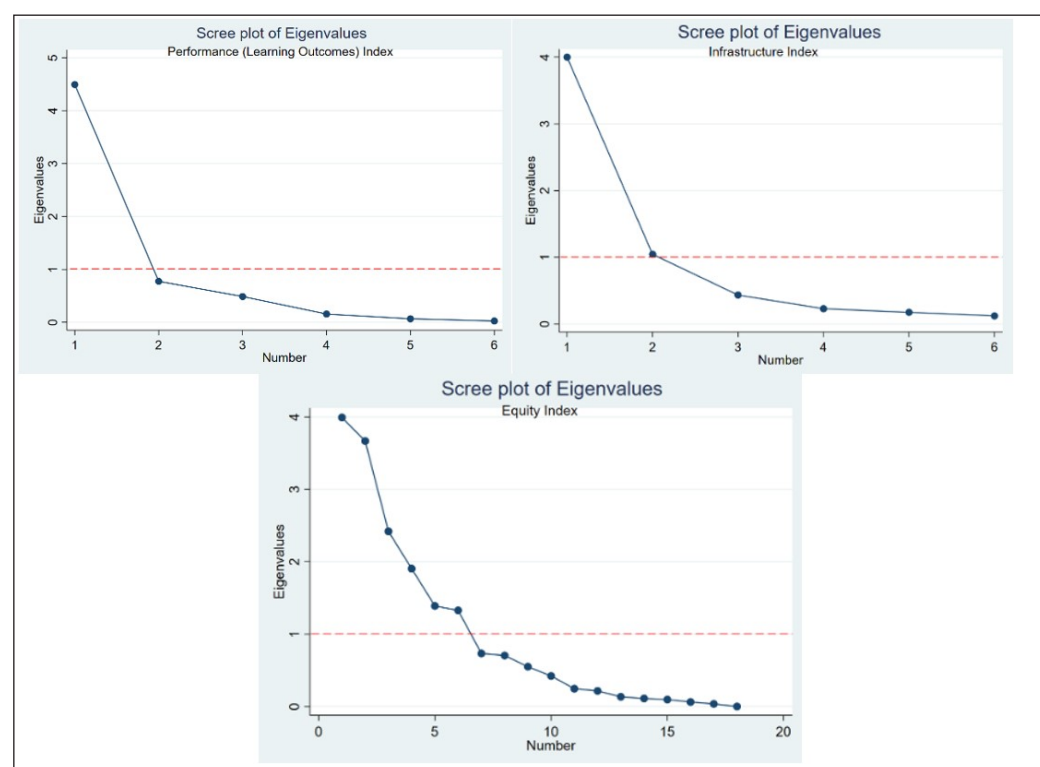 Scree plot of Eigenvalues
Performance (Learning Outcomes) Index
5
4
3
2
1
0
Eigenvalues
1 2 3 4 5 6
Number
Scree plot of Eigenvalues
Infrastructure Index
4
3
2
1
0
Eigenvalues
1 2 3 4 5 6
Number
Scree plot of Eigenvalues
Equity Index
4
3
2
1
0
Eigenvalues
0 5 10 15 20
Number